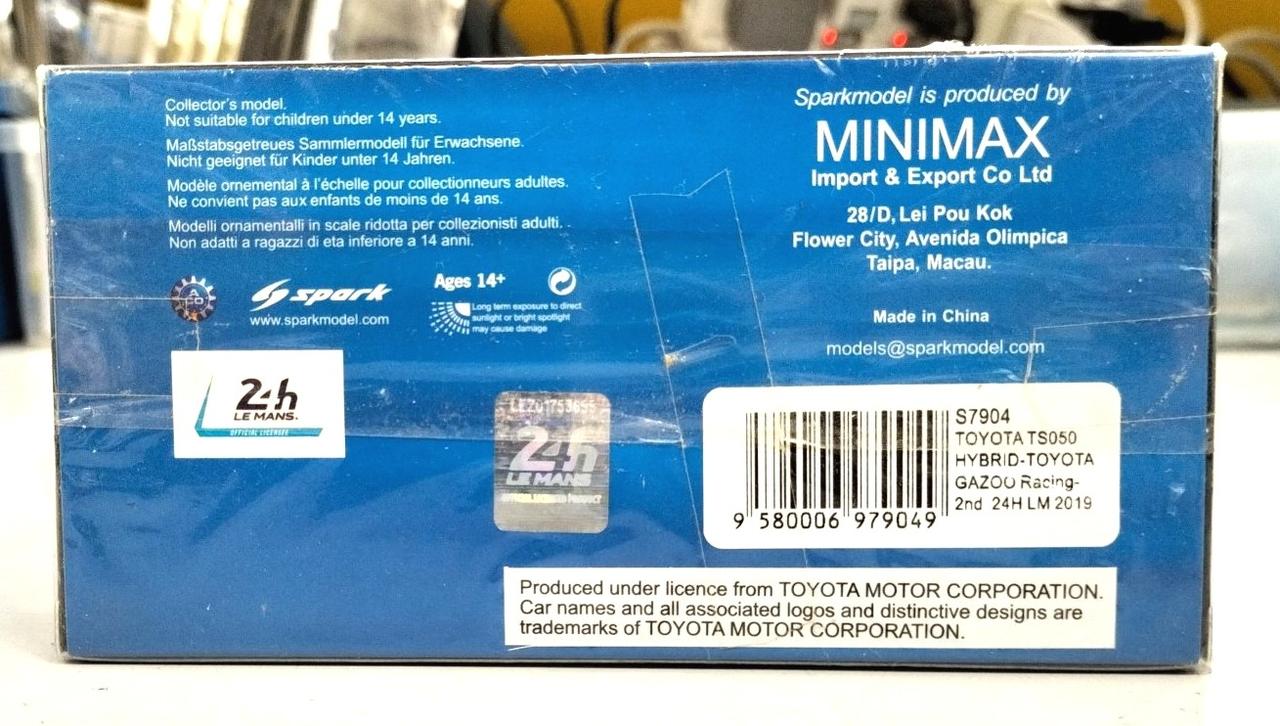 Collector's model.
Not suitable for children under 14 years.
Maßstabsgetreues Sammlermodell für Erwachsene.
Nicht geeignet für Kinder unter 14 Jahren.
Modèle ornemental à l'échelle pour collectionneurs adultes.
Ne convient pas aux enfants de moins de 14 ans.
Modelli ornamentalli in scale ridotta per collezionisti adulti.
Non adatti a ragazzi di eta inferiore a 14 anni.
spark
www.sparkmodel.com
Ages 14+
Long term exposure to direct
sunlight or bright spotlight
may cause damage
24h
LE MANS.
OFFICIAL LICENSEE
24h
LE MANS
Sparkmodel is produced by
MINIMAX
Import & Export Co Ltd
28/D, Lei Pou Kok
Flower City, Avenida Olimpica
Taipa, Macau.
Made in China
models@sparkmodel.com
S7904
TOYOTA TS050
HYBRID-TOYOTA
GAZOO Racing-
2nd 24H LM 2019
9 580006 979049
Produced under licence from TOYOTA MOTOR CORPORATION.
Car names and all associated logos and distinctive designs are
trademarks of TOYOTA MOTOR CORPORATION.